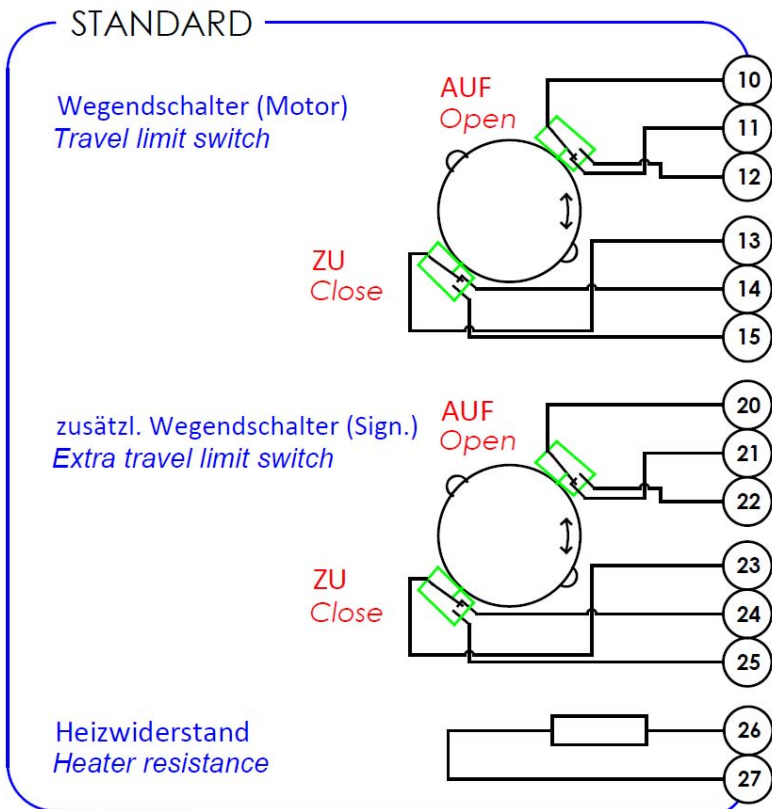 STANDARD
Wegendschalter (Motor)
Travel limit switch
AUF
Open
ZU
Close
10
11
12
13
14
15
zusätzl. Wegendschalter (Sign.)
Extra travel limit switch
AUF
Open
ZU
Close
20
21
22
23
24
25
Heizwiderstand
Heater resistance
26
27